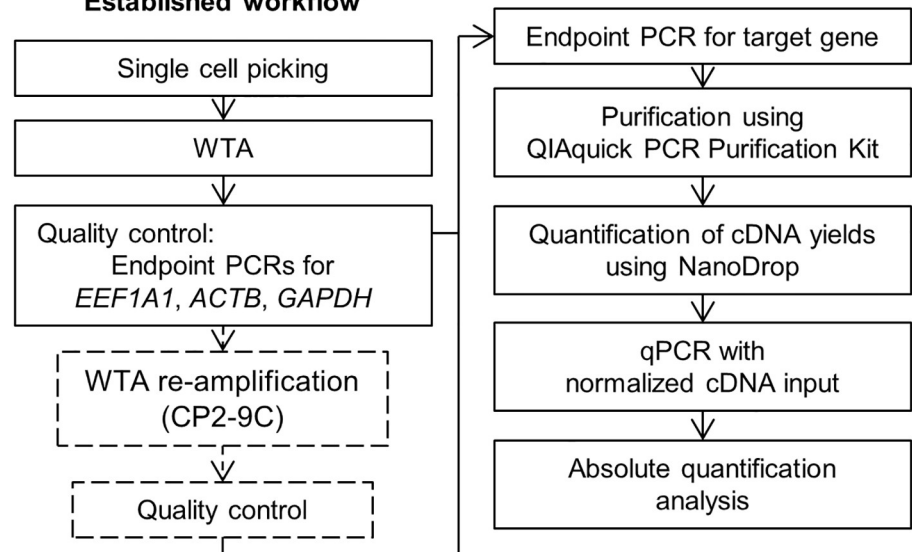 Established workflow
Single cell picking
WTA
Quality control:
Endpoint PCRs for
EEF1A1, ACTB, GAPDH
WTA re-amplification
(CP2-9C)
Quality control
Endpoint PCR for target gene
Purification using
QIAquick PCR Purification Kit
Quantification of cDNA yields
using NanoDrop
qPCR with
normalized cDNA input
Absolute quantification
analysis